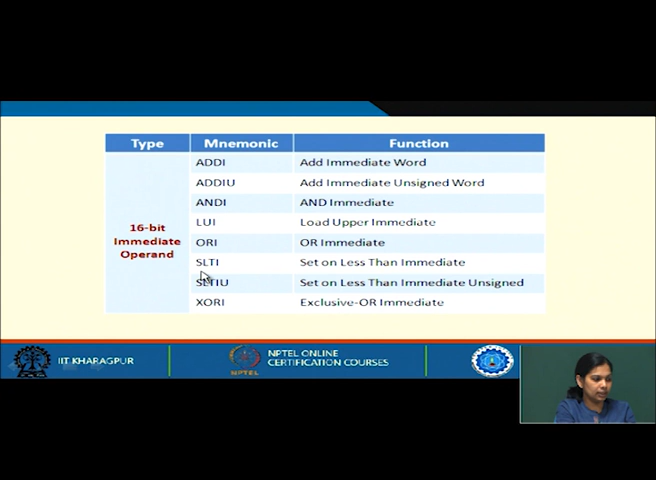 Type Mnemonic Function
ADDI Add Immediate Word
ADDIU Add Immediate Unsigned Word
ANDI AND Immediate
LUI Load Upper Immediate
16-bit
Immediate
Operand
ORI OR Immediate
SLTI Set on Less Than Immediate
SLTIU Set on Less Than Immediate Unsigned
XORI Exclusive-OR Immediate
IIT KHARAGPUR
NPTEL
NPTEL ONLINE
CERTIFICATION COURSES